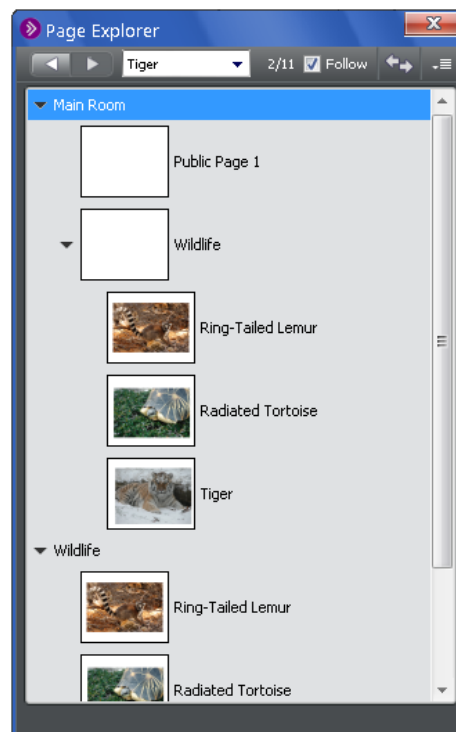 Page Explorer
Tiger 2/11 Follow
Main Room
Public Page 1
Wildlife
Ring-Tailed Lemur
Radiated Tortoise
Tiger
Wildlife
Ring-Tailed Lemur
Radiated Tortoise